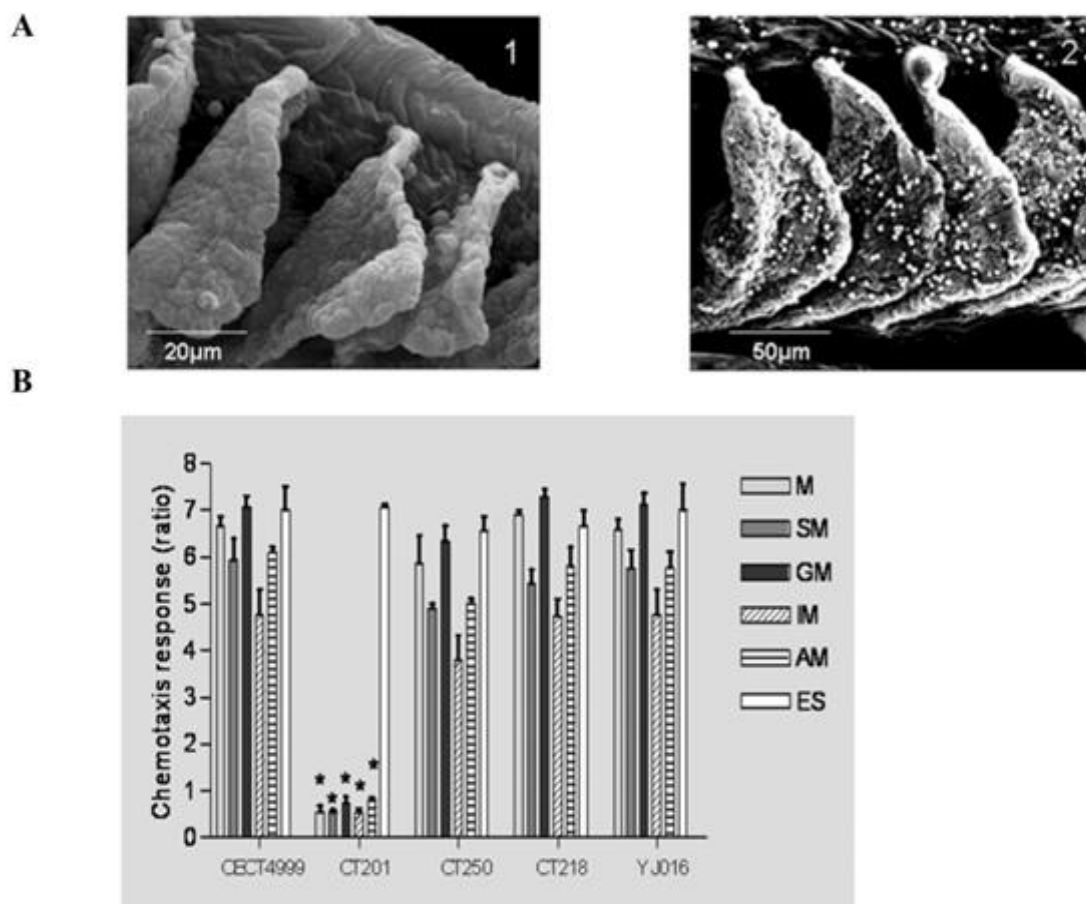 A
1
2
20µm
50µm
B
Chemotaxis response (ratio)
8
7
6
5
4
3
2
1
0
* * * * *
CECT4999 CT201 CT250 CT218 YJ016
M
SM
GM
IM
AM
ES